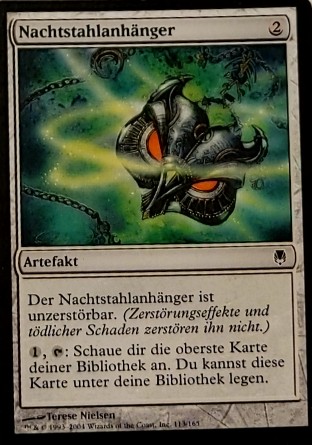 Nachtstahlanhänger 2
Artefakt
Der Nachtstahlanhänger ist
unzerstörbar. (Zerstörungseffekte und
tödlicher Schaden zerstören ihn nicht.)
1, : Schaue dir die oberste Karte
deiner Bibliothek an. Du kannst diese
Karte unter deine Bibliothek legen.
Terese Nielsen
™ & © 1993–2004 Wizards of the Coast, Inc. 113/165